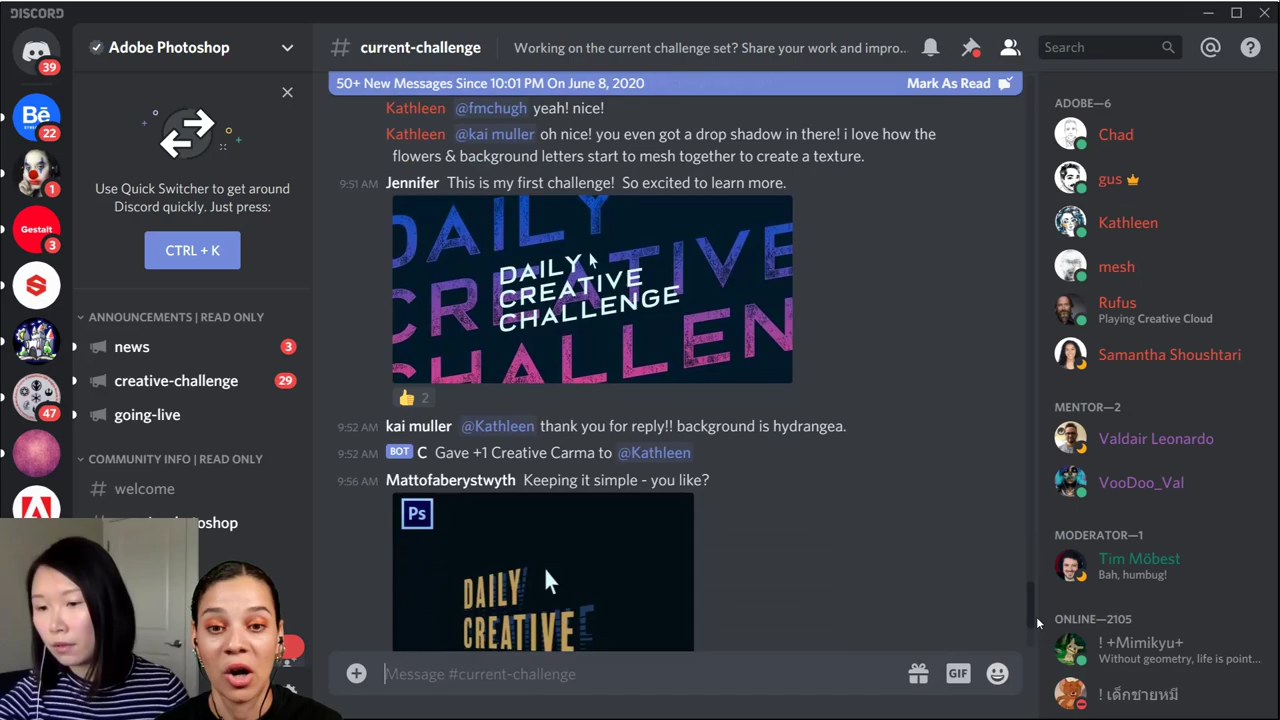 DISCORD
39
Bē
22
1
Gestalt
3
47
Adobe Photoshop
Use Quick Switcher to get around
Discord quickly. Just press:
CTRL + K
ANNOUNCEMENTS | READ ONLY
news
3
creative-challenge
29
going-live
COMMUNITY INFO | READ ONLY
# welcome
# current-challenge
Working on the current challenge set? Share your work and impro...
Search
50+ New Messages Since 10:01 PM On June 8, 2020
Mark As Read
Kathleen @fmchugh yeah! nice!
Kathleen @kai muller oh nice! you even got a drop shadow in there! i love how the
flowers & background letters start to mesh together to create a texture.
9:51 AM Jennifer This is my first challenge! So excited to learn more.
DAILY
CREATIVE
CHALLEN
DAILY
CREATIVE
CHALLENGE
2
9:52 AM kai muller @Kathleen thank you for reply!! background is hydrangea.
9:52 AM BOT C Gave +1 Creative Carma to @Kathleen
9:56 AM Mattofaberystwyth Keeping it simple - you like?
Ps
DAILY
CREATIVE
Message #current-challenge
GIF
ADOBE—6
Chad
gus
Kathleen
mesh
Rufus
Playing Creative Cloud
Samantha Shoushtari
MENTOR—2
Valdair Leonardo
VooDoo_Val
MODERATOR—1
Tim Möbest
Bah, humbug!
ONLINE—2105
! +Mimikyu+
Without geometry, life is point...
! เด็กชายหมี